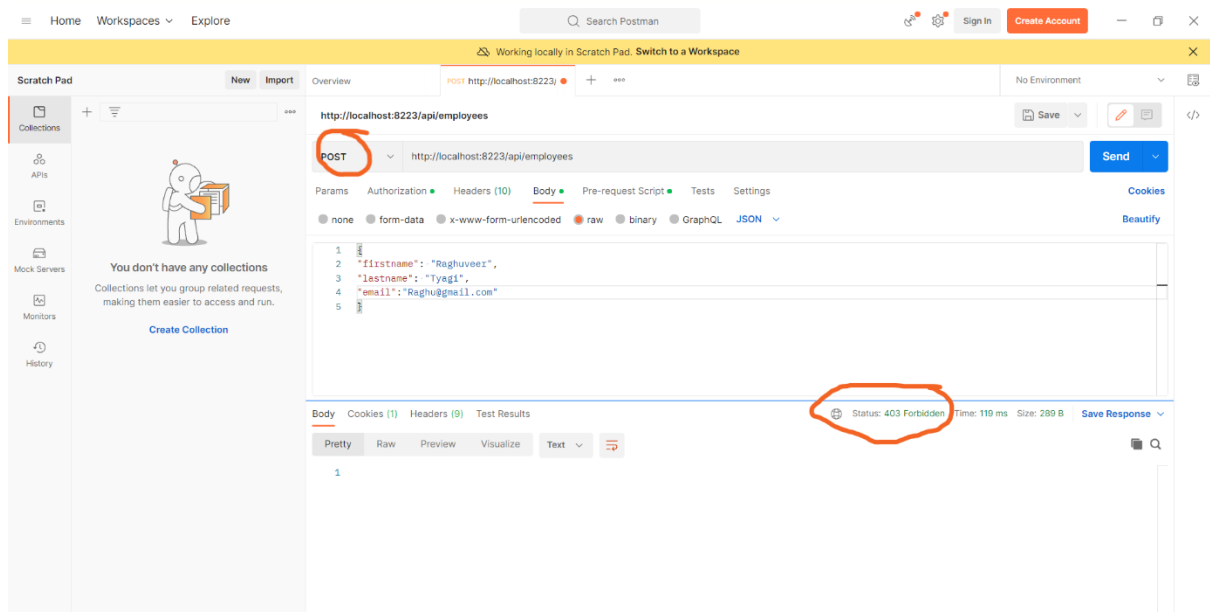 Home Workspaces Explore Search Postman Sign In Create Account
Working locally in Scratch Pad. Switch to a Workspace
Scratch Pad New Import Overview POST http://localhost:8223/ No Environment
Collections
http://localhost:8223/api/employees Save
POST http://localhost:8223/api/employees Send
APIs
Params Authorization Headers (10) Body Pre-request Script Tests Settings Cookies
Environments
none form-data x-www-form-urlencoded raw binary GraphQL JSON Beautify
Mock Servers
Monitors
History
You don't have any collections
Collections let you group related requests,
making them easier to access and run.
Create Collection
1 {
2 "firstname": "Raghuveer",
3 "lastname": "Tyagi",
4 "email":"Raghu@gmail.com"
5 }
Body Cookies (1) Headers (9) Test Results Status: 403 Forbidden Time: 119 ms Size: 289 B Save Response
Pretty Raw Preview Visualize Text
1